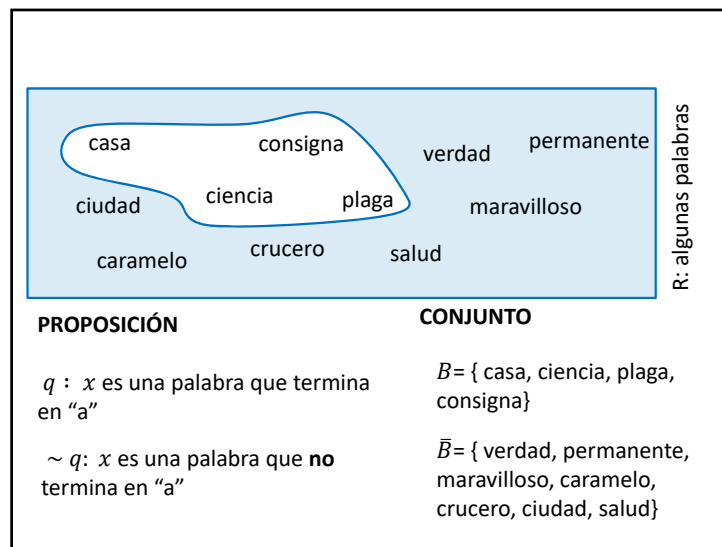 casa
consigna
verdad
permanente
ciudad
ciencia
plaga
maravilloso
caramelo
crucero
salud
R: algunas palabras
PROPOSICIÓN
q : x es una palabra que termina
en “a”
~ q: x es una palabra que no
termina en “a”
CONJUNTO
B= { casa, ciencia, plaga,
consigna}
B̄= { verdad, permanente,
maravilloso, caramelo,
crucero, ciudad, salud}